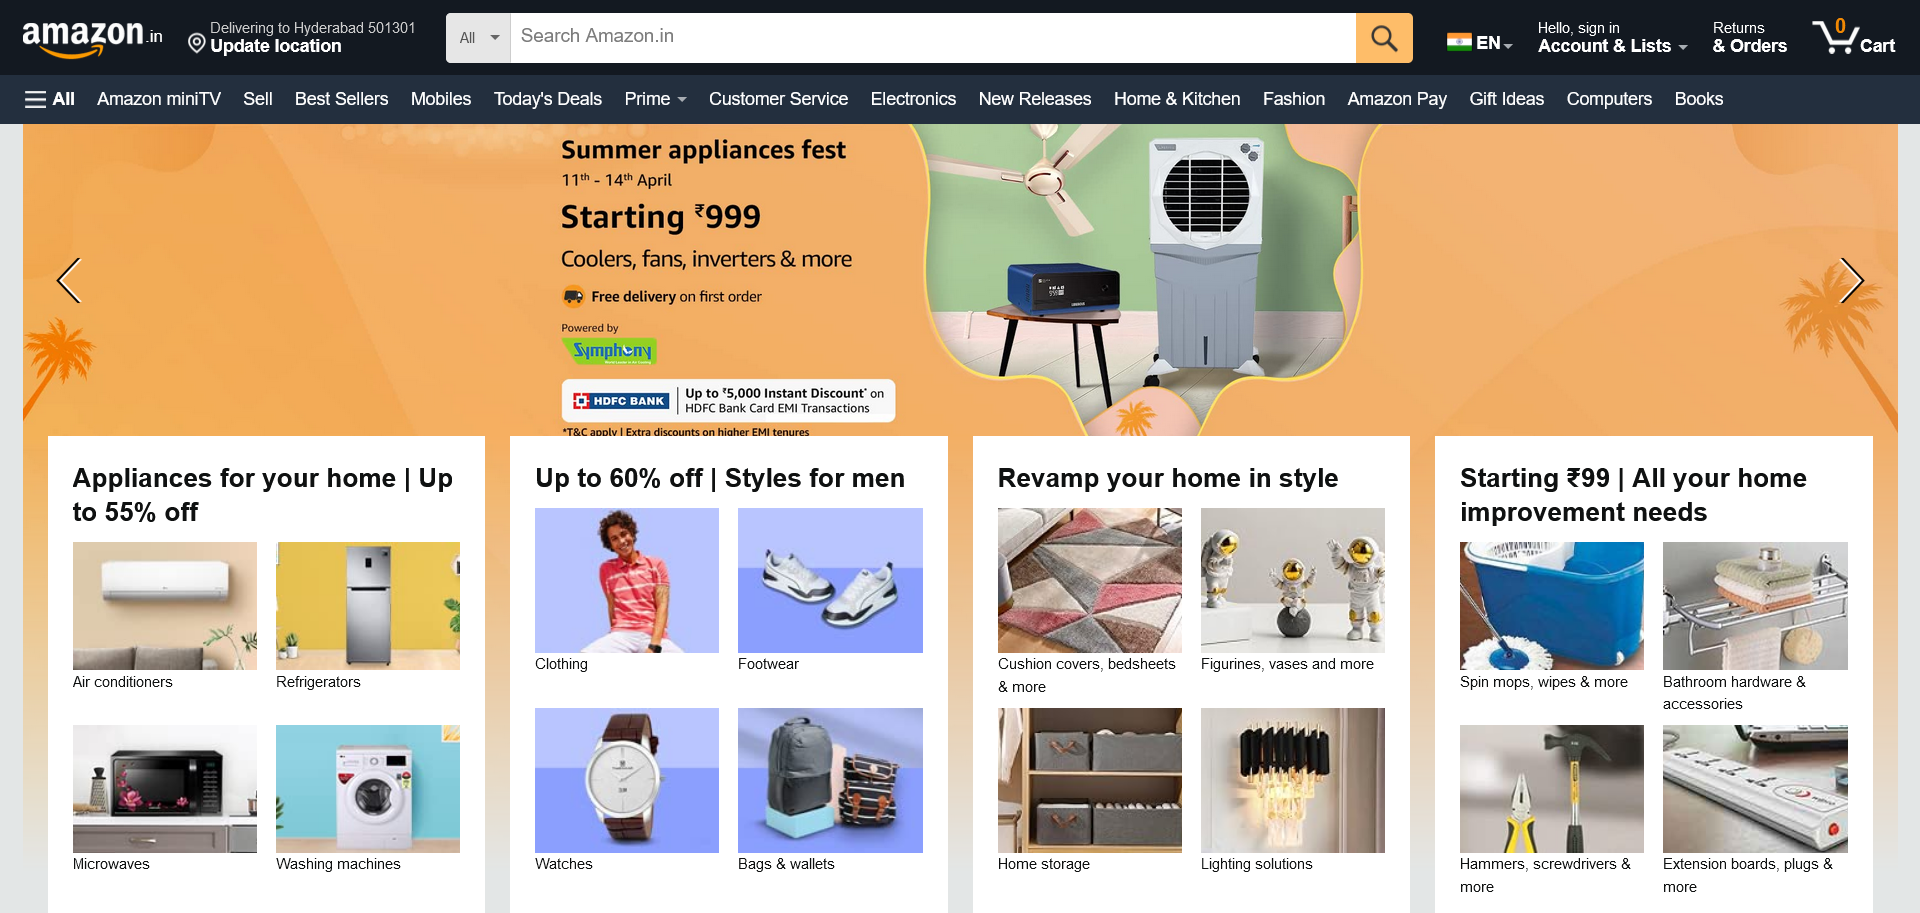 amazon.in
Delivering to Hyderabad 501301
Update location
All
Search Amazon.in
EN
Hello, sign in
Account & Lists
Returns
& Orders
0
Cart
All
Amazon miniTV
Sell
Best Sellers
Mobiles
Today's Deals
Prime
Customer Service
Electronics
New Releases
Home & Kitchen
Fashion
Amazon Pay
Gift Ideas
Computers
Books
Summer appliances fest
11th - 14th April
Starting ₹999
Coolers, fans, inverters & more
Free delivery on first order
Powered by
Symphony
HDFC BANK
Up to ₹5,000 Instant Discount* on
HDFC Bank Card EMI Transactions
*T&C apply | Extra discounts on higher EMI tenures
Appliances for your home | Up
to 55% off
Air conditioners
Refrigerators
Microwaves
Washing machines
Up to 60% off | Styles for men
Clothing
Footwear
Watches
Bags & wallets
Revamp your home in style
Cushion covers, bedsheets
& more
Figurines, vases and more
Home storage
Lighting solutions
Starting ₹99 | All your home
improvement needs
Spin mops, wipes & more
Bathroom hardware &
accessories
Hammers, screwdrivers &
more
Extension boards, plugs &
more